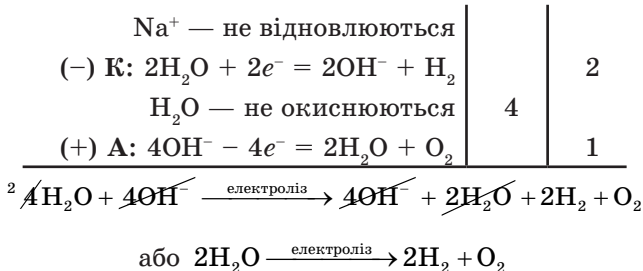 Na⁺ — не відновлюються
(−) К: 2H₂O + 2e⁻ = 2OH⁻ + H₂ 2
H₂O — не окиснюються 4
(+) А: 4OH⁻ − 4e⁻ = 2H₂O + O₂ 1
² 4H₂O + 4OH⁻ —електроліз→ 4OH⁻ + 2H₂O + 2H₂ + O₂
або 2H₂O —електроліз→ 2H₂ + O₂